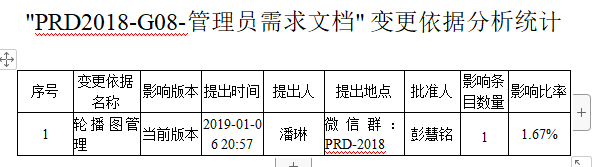 "PRD2018-G08-管理员需求文档" 变更依据分析统计
序号 变更依据名称 影响版本 提出时间 提出人 提出地点 批准人 影响条目数量 影响比率
1 轮播图管理 当前版本 2019-01-06 20:57 潘琳 微信群：PRD-2018 彭慧铭 1 1.67%